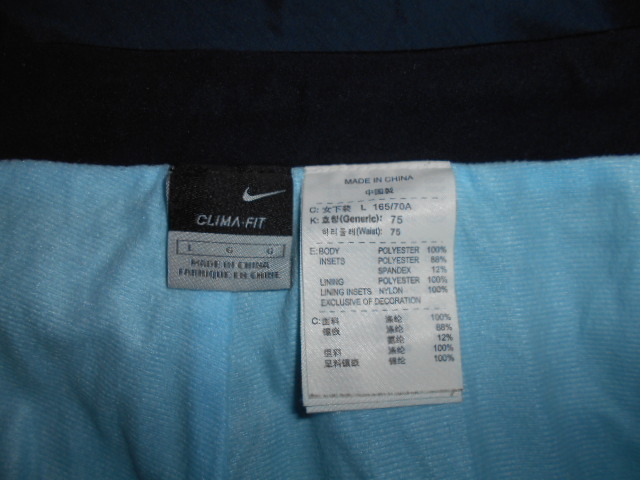 CLIMA-FIT
L G G
MADE IN CHINA
FABRIQUE EN CHINE
MADE IN CHINA
中國製
C: 女下装 L 165/70A
K: 호칭(Generic): 75
허리둘레(Waist): 75
E: BODY POLYESTER 100%
INSETS POLYESTER 88%
SPANDEX 12%
LINING POLYESTER 100%
LINING INSETS NYLON 100%
EXCLUSIVE OF DECORATION
C: 面料 涤纶 100%
镶嵌 涤纶 88%
氨纶 12%
里料 涤纶 100%
里料镶嵌 锦纶 100%